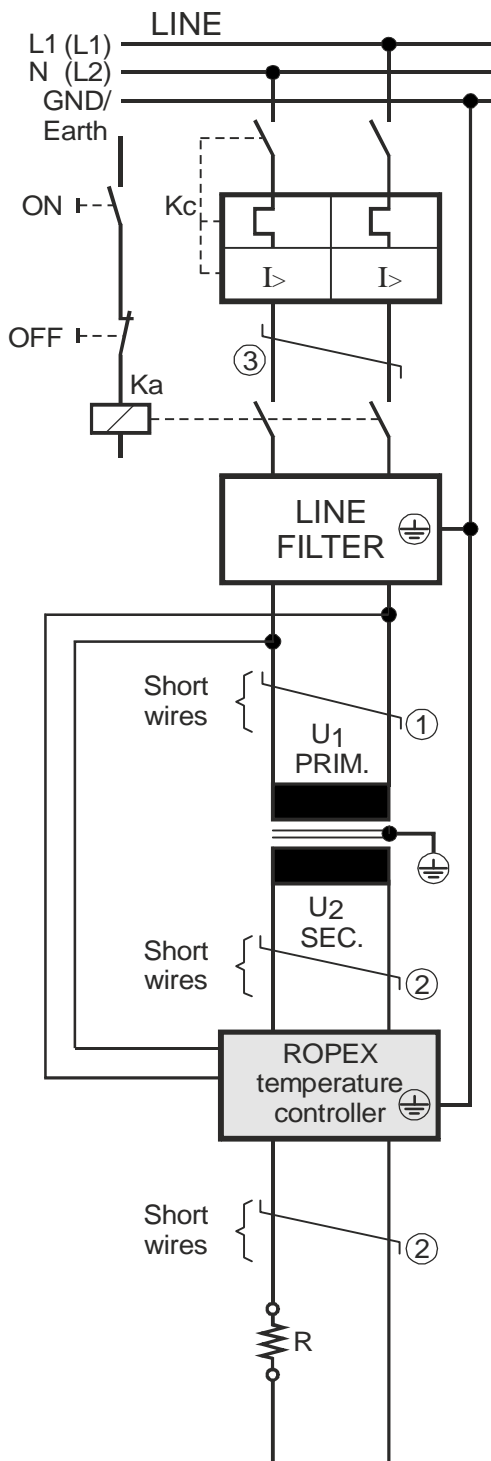 LINE
L1 (L1)
N (L2)
GND/
Earth
ON
Kc
I> I>
OFF
③
Ka
LINE
FILTER
Short
wires
①
U1
PRIM.
U2
SEC.
Short
wires
②
ROPEX
temperature
controller
Short
wires
②
R